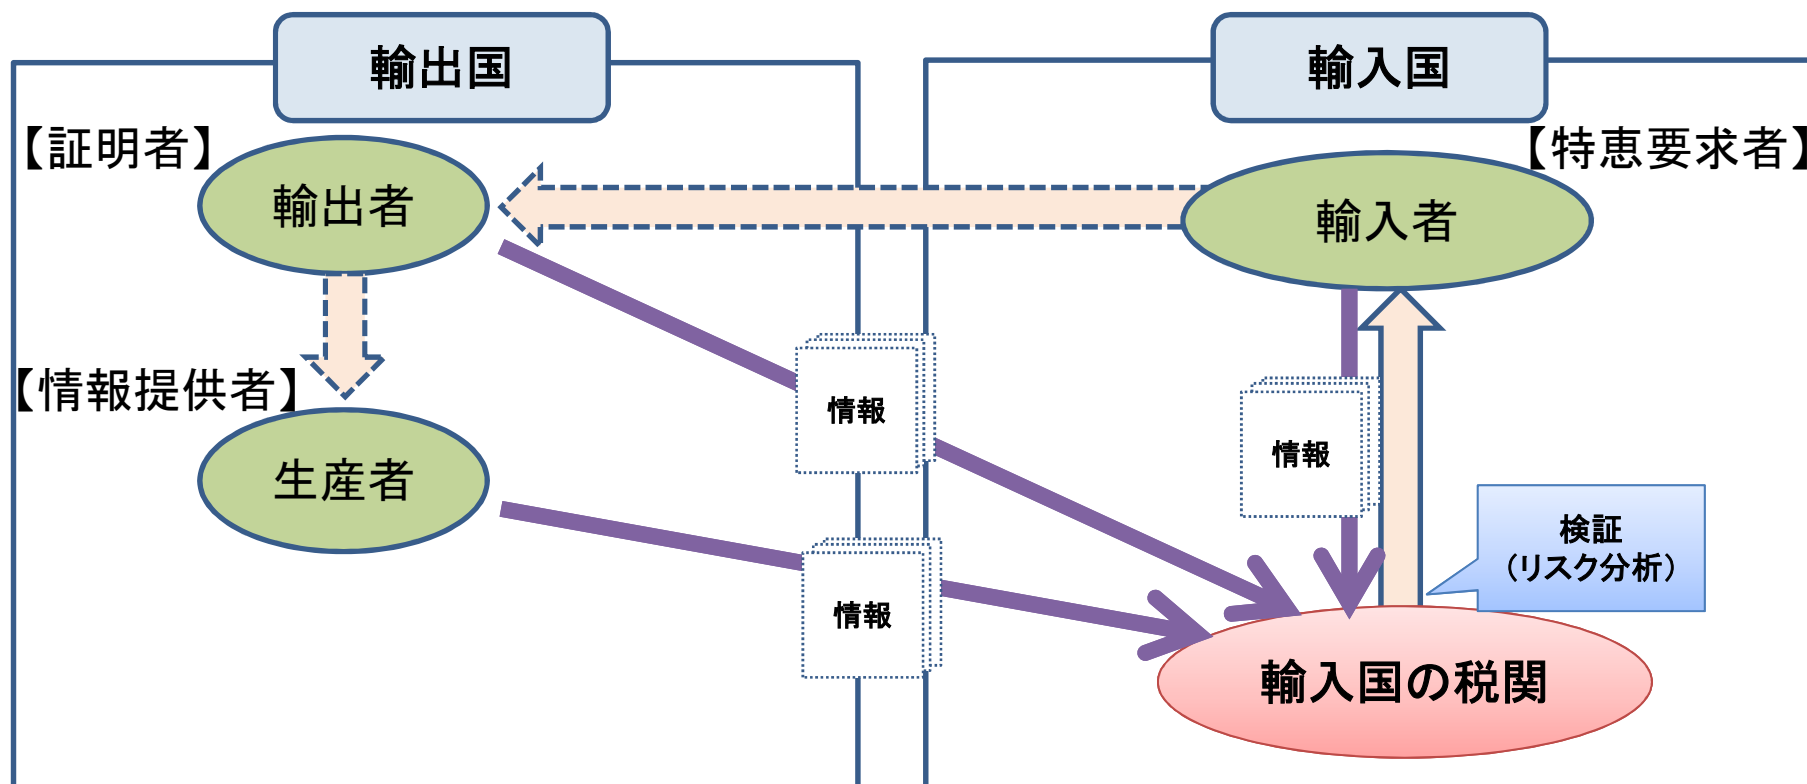 輸出国
輸入国
【証明者】
【特恵要求者】
輸出者
輸入者
【情報提供者】
情報
情報
生産者
検証
（リスク分析）
情報
輸入国の税関